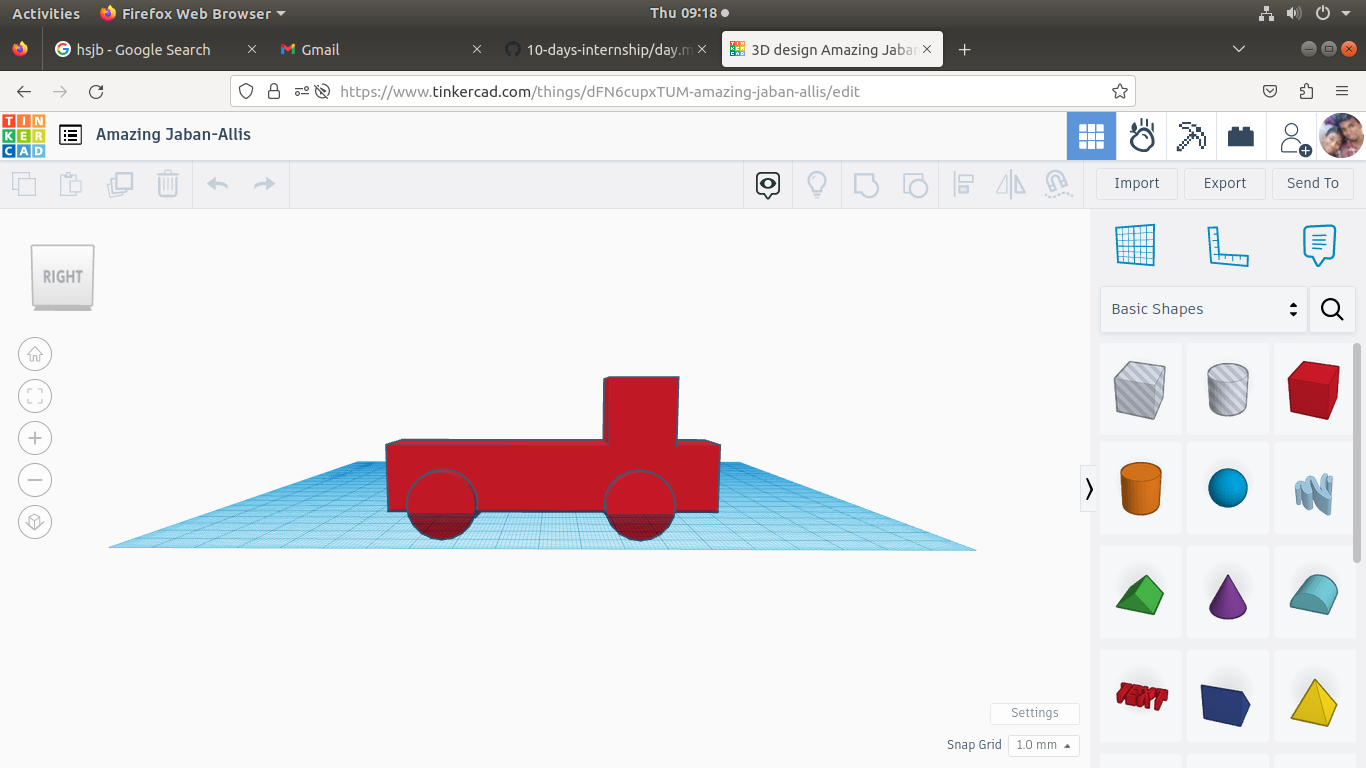 Activities Firefox Web Browser Thu 09:18
hsjb - Google Search Gmail 10-days-internship/day.m 3D design Amazing Jaban
https://www.tinkercad.com/things/dFN6cupxTUM-amazing-jaban-allis/edit
TIN
KER
CAD
Amazing Jaban-Allis
Import Export Send To
RIGHT
Basic Shapes
TEXT
Settings
Snap Grid 1.0 mm